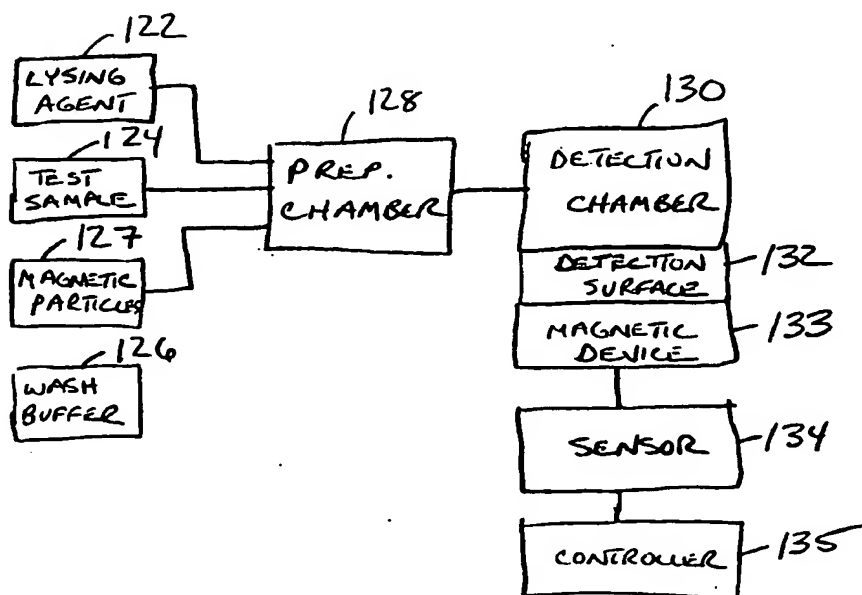 122
LYSING
AGENT
124
TEST
SAMPLE
127
MAGNETIC
PARTICLES
126
WASH
BUFFER
128
PREP.
CHAMBER
130
DETECTION
CHAMBER
DETECTION
SURFACE
132
MAGNETIC
DEVICE
133
SENSOR
134
CONTROLLER
135